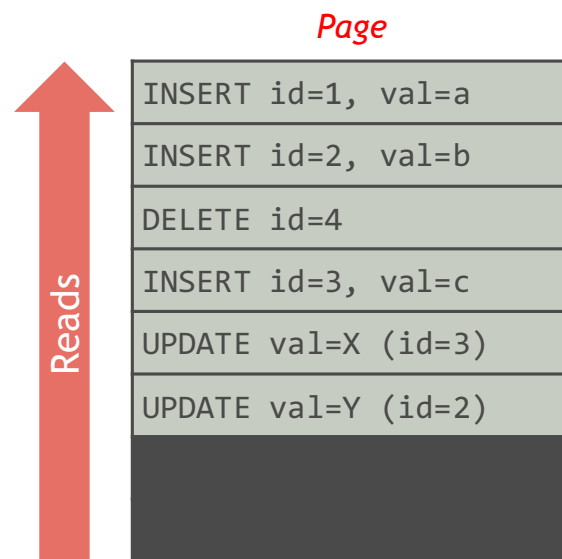 Page
INSERT id=1, val=a
INSERT id=2, val=b
DELETE id=4
INSERT id=3, val=c
UPDATE val=X (id=3)
UPDATE val=Y (id=2)
Reads